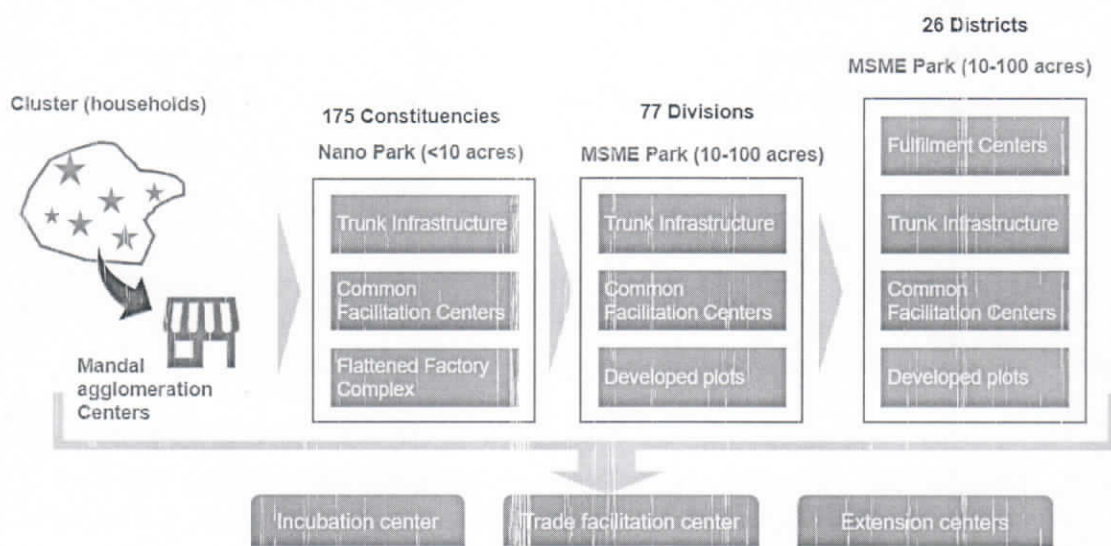 Cluster (households)
Mandal
agglomeration
Centers
175 Constituencies
Nano Park (<10 acres)
Trunk Infrastructure
Common
Facilitation Centers
Flattened Factory
Complex
77 Divisions
MSME Park (10-100 acres)
Trunk Infrastructure
Common
Facilitation Centers
Developed plots
26 Districts
MSME Park (10-100 acres)
Fulfilment Centers
Trunk Infrastructure
Common
Facilitation Centers
Developed plots
Incubation center
Trade facilitation center
Extension centers